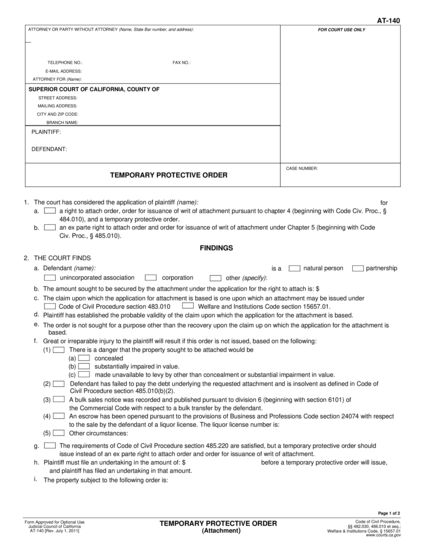 AT-140
ATTORNEY OR PARTY WITHOUT ATTORNEY (Name, State Bar number, and address):
FOR COURT USE ONLY
TELEPHONE NO.: FAX NO.:
E-MAIL ADDRESS:
ATTORNEY FOR (Name):
SUPERIOR COURT OF CALIFORNIA, COUNTY OF
STREET ADDRESS:
MAILING ADDRESS:
CITY AND ZIP CODE:
BRANCH NAME:
PLAINTIFF:
DEFENDANT:
TEMPORARY PROTECTIVE ORDER
CASE NUMBER:
1. The court has considered the application of plaintiff (name): for
a. a right to attach order, order for issuance of writ of attachment pursuant to chapter 4 (beginning with Code Civ. Proc., §
484.010), and a temporary protective order.
b. an ex parte right to attach order and order for issuance of writ of attachment under Chapter 5 (beginning with Code
Civ. Proc., § 485.010).
FINDINGS
2. THE COURT FINDS
a. Defendant (name): is a natural person partnership
unincorporated association corporation other (specify):
b. The amount sought to be secured by the attachment under the application for the right to attach is: $
c. The claim upon which the application for attachment is based is one upon which an attachment may be issued under
Code of Civil Procedure section 483.010 Welfare and Institutions Code section 15657.01.
d. Plaintiff has established the probable validity of the claim upon which the application for the attachment is based.
e. The order is not sought for a purpose other than the recovery upon the claim up on which the application for the attachment is
based.
f. Great or irreparable injury to the plaintiff will result if this order is not issued, based on the following:
(1) There is a danger that the property sought to be attached would be
(a) concealed
(b) substantially impaired in value.
(c) made unavailable to levy by other than concealment or substantial impairment in value.
(2) Defendant has failed to pay the debt underlying the requested attachment and is insolvent as defined in Code of
Civil Procedure section 485.010(b)(2).
(3) A bulk sales notice was recorded and published pursuant to division 6 (beginning with section 6101) of
the Commercial Code with respect to a bulk transfer by the defendant.
(4) An escrow has been opened pursuant to the provisions of Business and Professions Code section 24074 with respect
to the sale by the defendant of a liquor license. The liquor license number is:
(5) Other circumstances:
g. The requirements of Code of Civil Procedure section 485.220 are satisfied, but a temporary protective order should
issue instead of an ex parte right to attach order and order for issuance of writ of attachment.
h. Plaintiff must file an undertaking in the amount of: $ before a temporary protective order will issue,
and plaintiff has filed an undertaking in that amount.
i. The property subject to the following order is:
Page 1 of 2
Form Approved for Optional Use
Judicial Council of California
AT-140 [Rev. July 1, 2011]
TEMPORARY PROTECTIVE ORDER
(Attachment)
Code of Civil Procedure,
§§ 482.030, 486.010 et seq.,
Welfare & Institutions Code, § 15657.01
www.courts.ca.gov